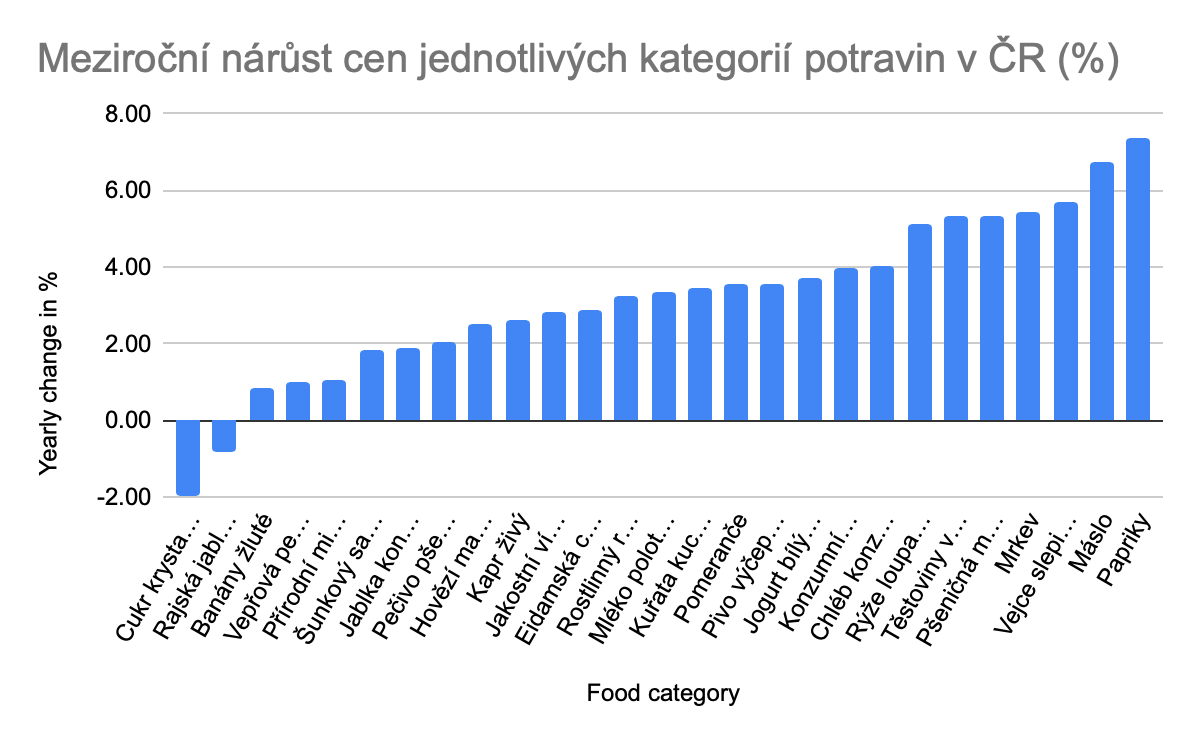 Meziroční nárůst cen jednotlivých kategorií potravin v ČR (%)
8.00
6.00
4.00
2.00
0.00
-2.00
Yearly change in %
Cukr krysta…
Rajská jabl…
Banány žluté
Vepřová pe…
Přírodní mi…
Šunkový sa…
Jablka kon…
Pečivo pše…
Hovězí ma…
Kapr živý
Jakostní ví…
Eidamská c…
Rostlinný r…
Mléko polot…
Kuřata kuc…
Pomeranče
Pivo výčep…
Jogurt bílý…
Konzumní…
Chléb konz…
Rýže loupa…
Těstoviny v…
Pšeničná m…
Mrkev
Vejce slepi…
Máslo
Papriky
Food category